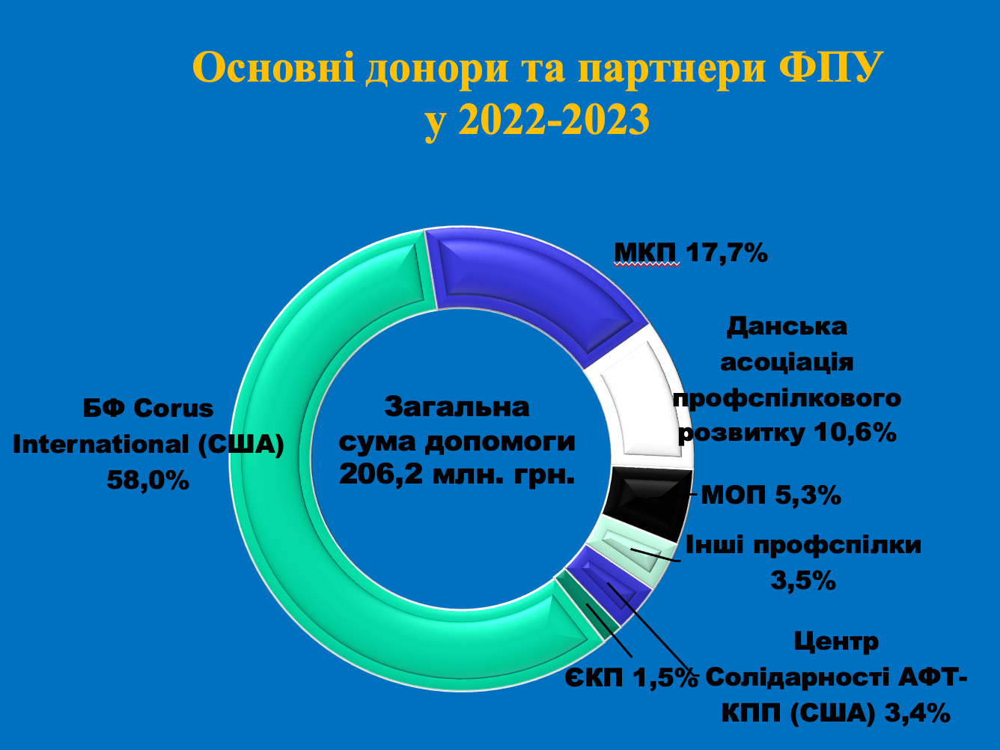 Основні донори та партнери ФПУ
у 2022-2023
МКП 17,7%
Данська
асоціація
профспілкового
розвитку 10,6%
БФ Corus
International (США)
58,0%
Загальна
сума допомоги
206,2 млн. грн.
МОП 5,3%
Інші профспілки
3,5%
Центр
Солідарності АФТ-
КПП (США) 3,4%
ЄКП 1,5%